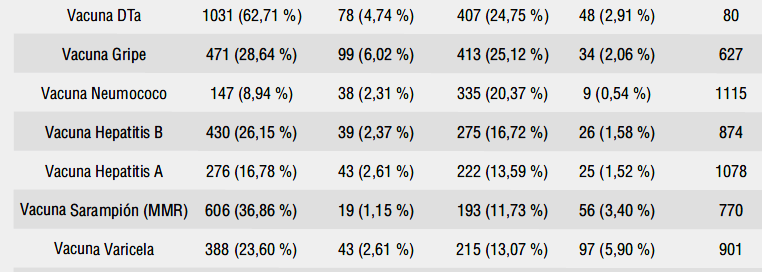 Vacuna DTa 1031 (62,71 %) 78 (4,74 %) 407 (24,75 %) 48 (2,91 %) 80
Vacuna Gripe 471 (28,64 %) 99 (6,02 %) 413 (25,12 %) 34 (2,06 %) 627
Vacuna Neumococo 147 (8,94 %) 38 (2,31 %) 335 (20,37 %) 9 (0,54 %) 1115
Vacuna Hepatitis B 430 (26,15 %) 39 (2,37 %) 275 (16,72 %) 26 (1,58 %) 874
Vacuna Hepatitis A 276 (16,78 %) 43 (2,61 %) 222 (13,59 %) 25 (1,52 %) 1078
Vacuna Sarampión (MMR) 606 (36,86 %) 19 (1,15 %) 193 (11,73 %) 56 (3,40 %) 770
Vacuna Varicela 388 (23,60 %) 43 (2,61 %) 215 (13,07 %) 97 (5,90 %) 901